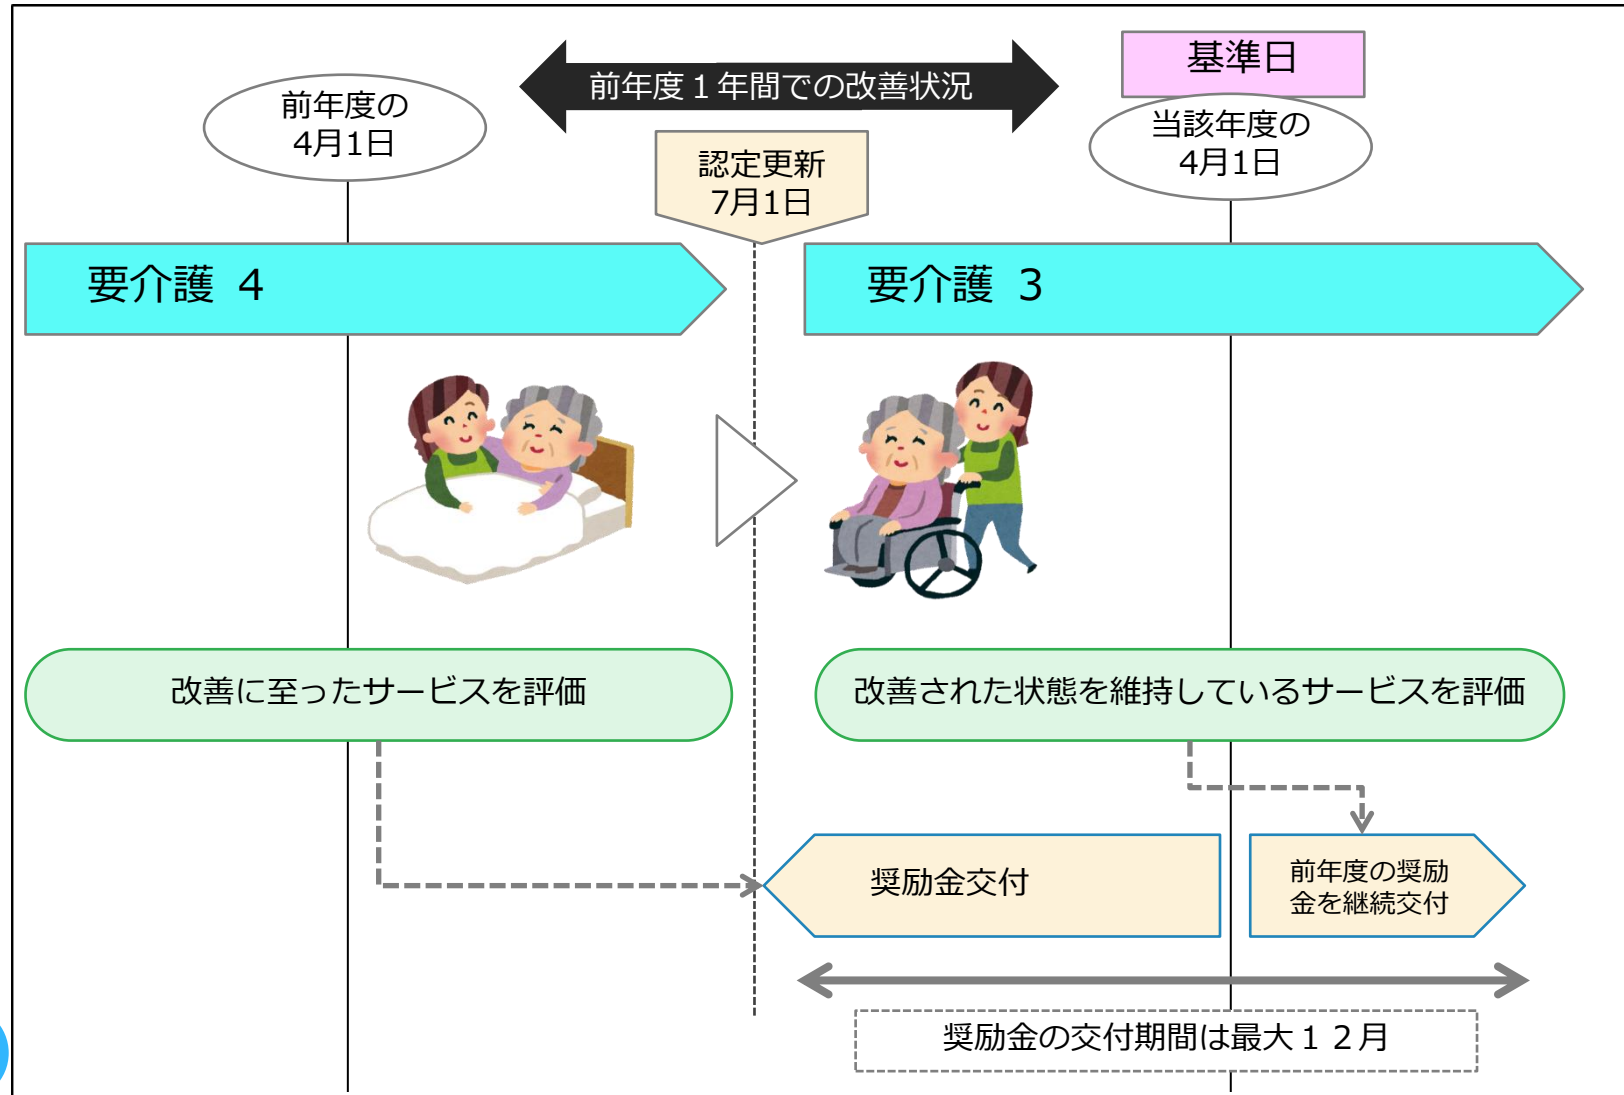 前年度１年間での改善状況
基準日
前年度の
4月1日
当該年度の
4月1日
認定更新
7月1日
要介護 4
要介護 3
改善に至ったサービスを評価
改善された状態を維持しているサービスを評価
奨励金交付
前年度の奨励
金を継続交付
奨励金の交付期間は最大１２月